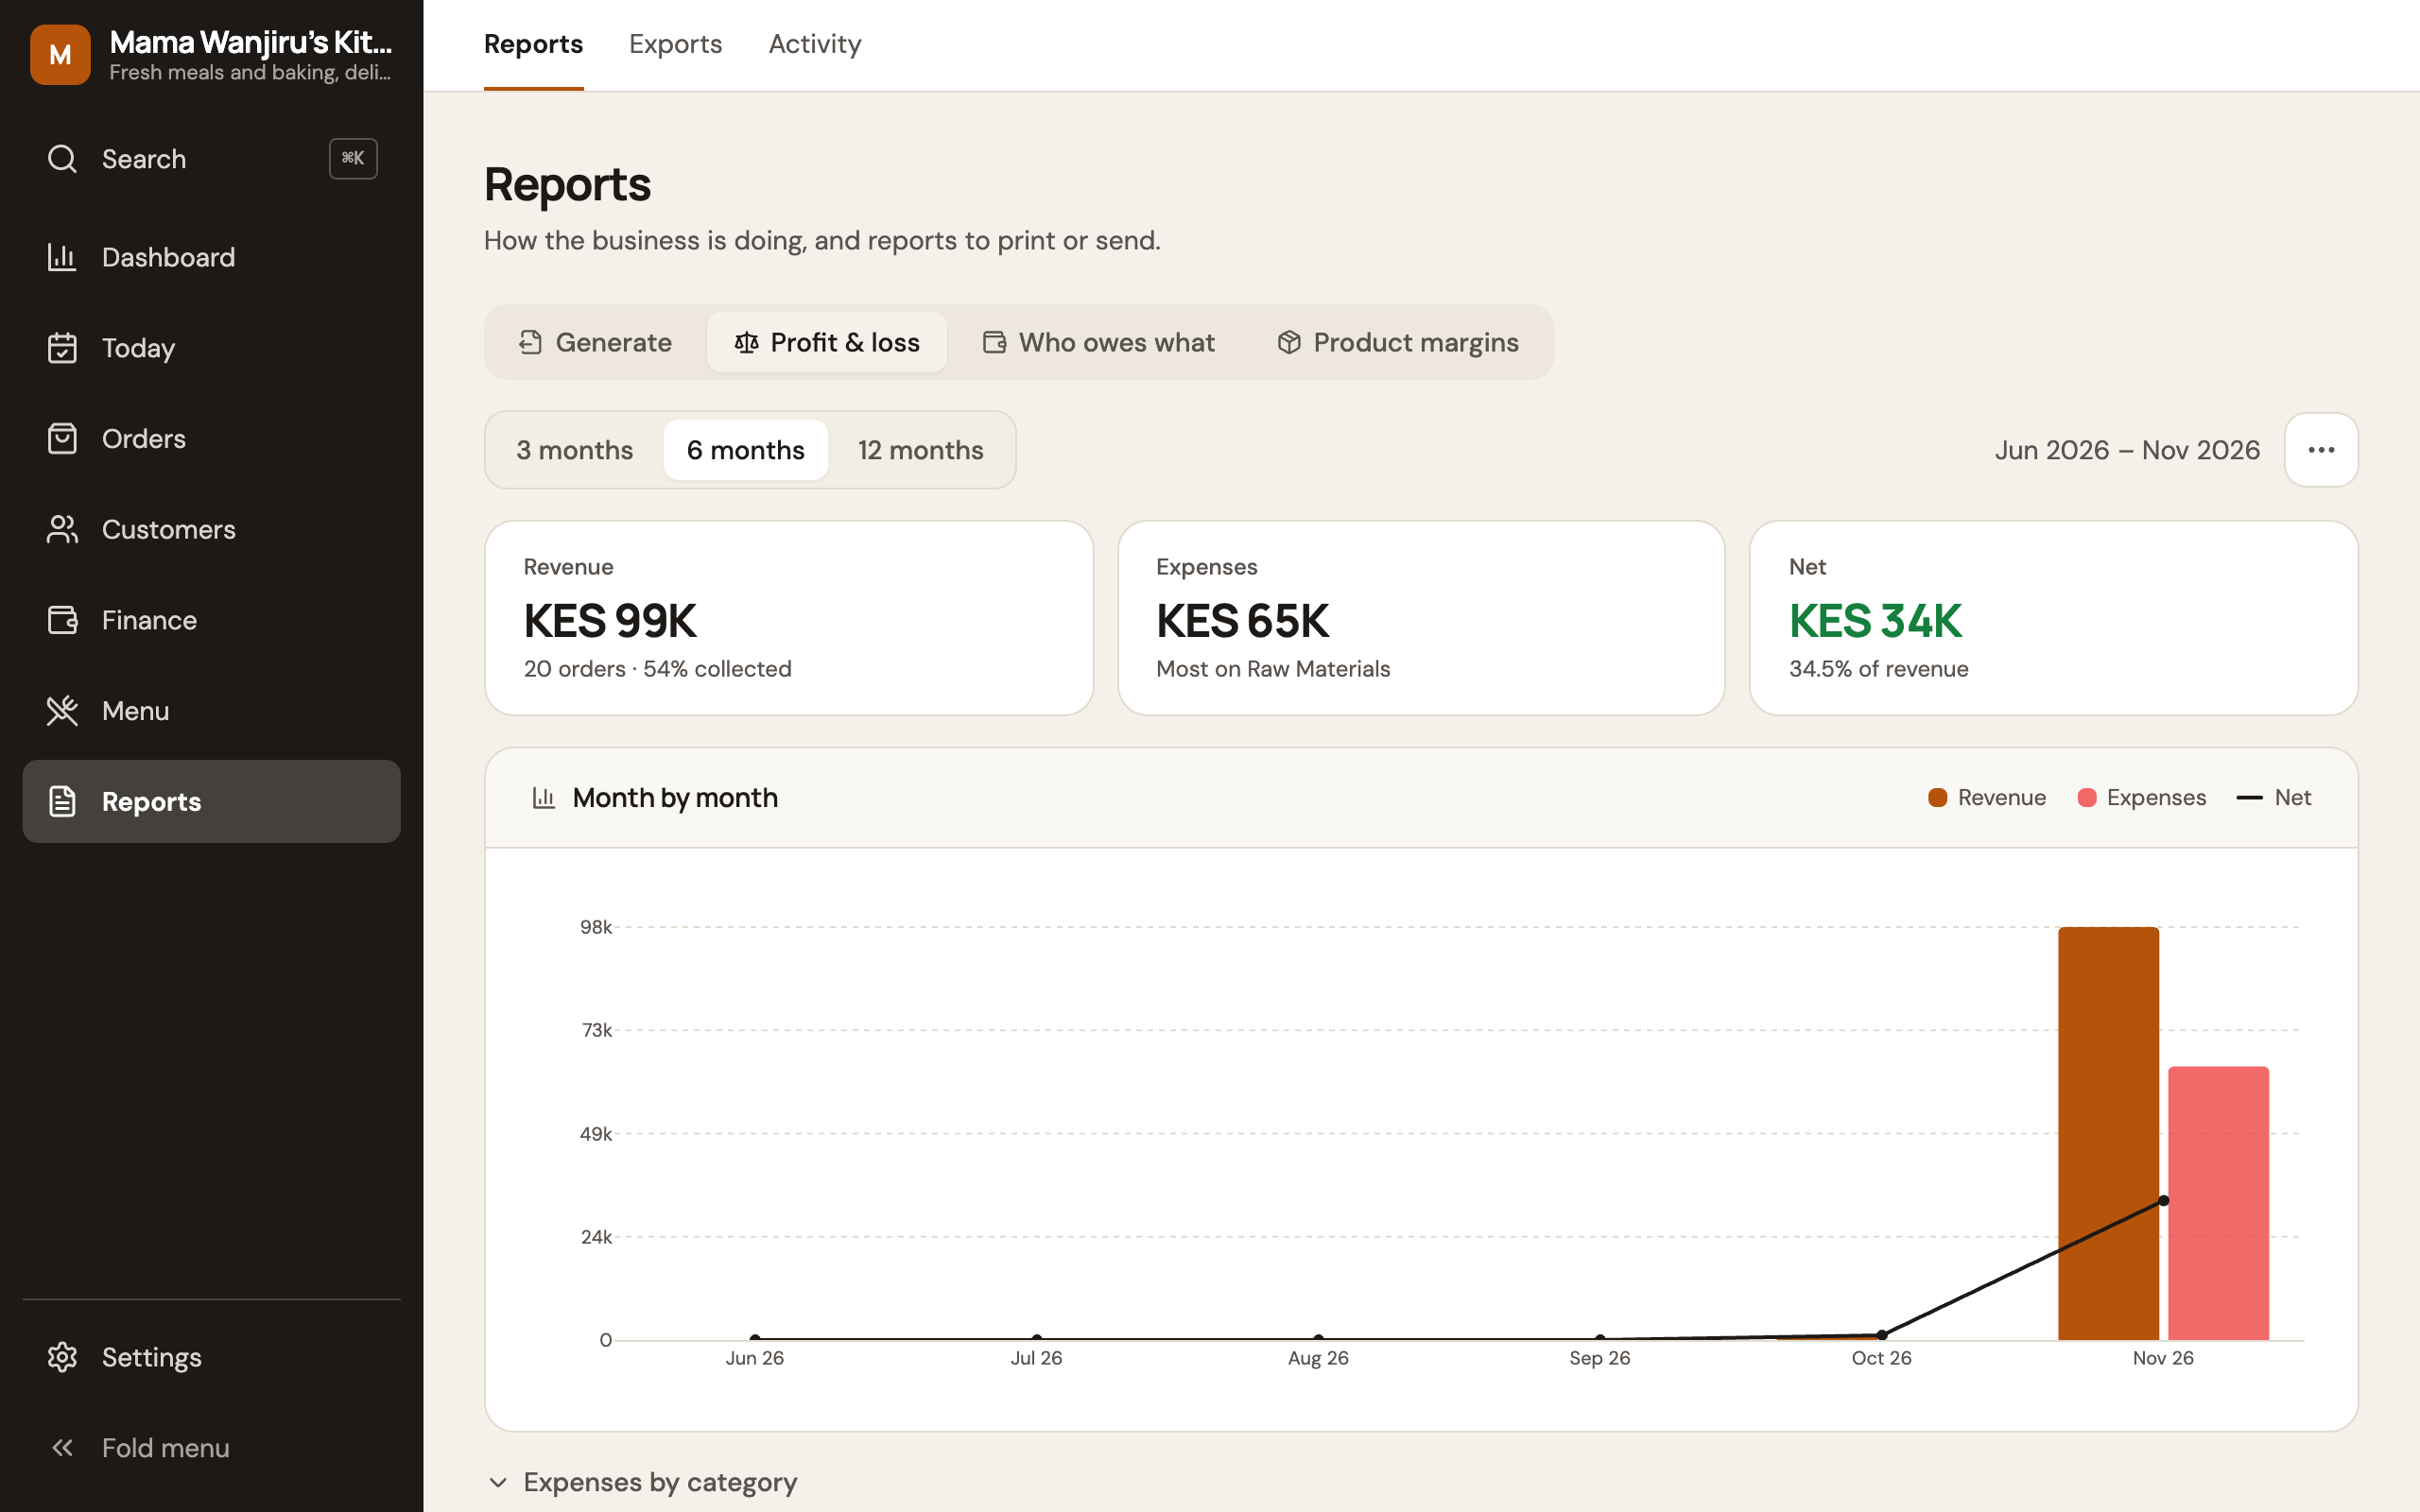 M
Mama Wanjiru's Kit...
Fresh meals and baking, deli...
Search
⌘K
Dashboard
Today
Orders
Customers
Finance
Menu
Reports
Settings
Fold menu
Reports Exports Activity
Reports
How the business is doing, and reports to print or send.
Generate Profit & loss Who owes what Product margins
3 months 6 months 12 months
Jun 2026 – Nov 2026
Revenue
KES 99K
20 orders · 54% collected
Expenses
KES 65K
Most on Raw Materials
Net
KES 34K
34.5% of revenue
Month by month
Revenue Expenses Net
98k
73k
49k
24k
0
Jun 26 Jul 26 Aug 26 Sep 26 Oct 26 Nov 26
Expenses by category